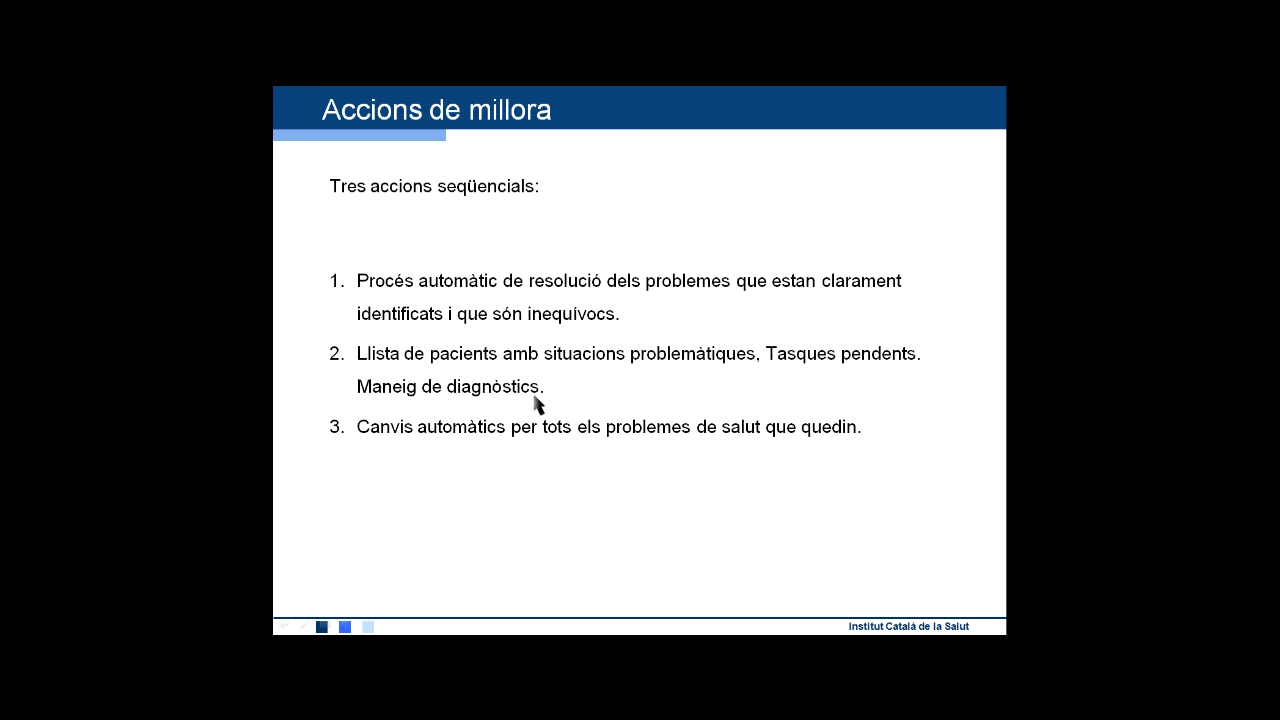 Accions de millora
Tres accions seqüencials:
1. Procés automàtic de resolució dels problemes que estan clarament
identificats i que són inequívocs.
2. Llista de pacients amb situacions problemàtiques, Tasques pendents.
Maneig de diagnòstics.
3. Canvis automàtics per tots els problemes de salut que quedin.
Institut Català de la Salut